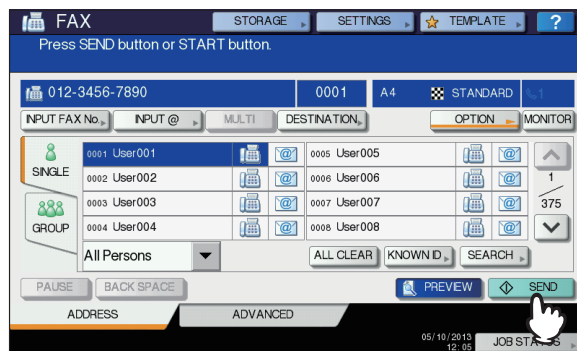 FAX STORAGE SETTINGS TEMPLATE ?
Press SEND button or START button.
012-3456-7890 0001 A4 STANDARD 1
INPUT FAX No. INPUT @ MULTI DESTINATION OPTION MONITOR
SINGLE
GROUP
0001 User001 @ 0005 User005 @
0002 User002 @ 0006 User006 @
0003 User003 @ 0007 User007 @
0004 User004 @ 0008 User008 @
1
375
All Persons ALL CLEAR KNOWN ID SEARCH
PAUSE BACK SPACE PREVIEW SEND
ADDRESS ADVANCED
05/10/2013
12:05
JOB STATUS